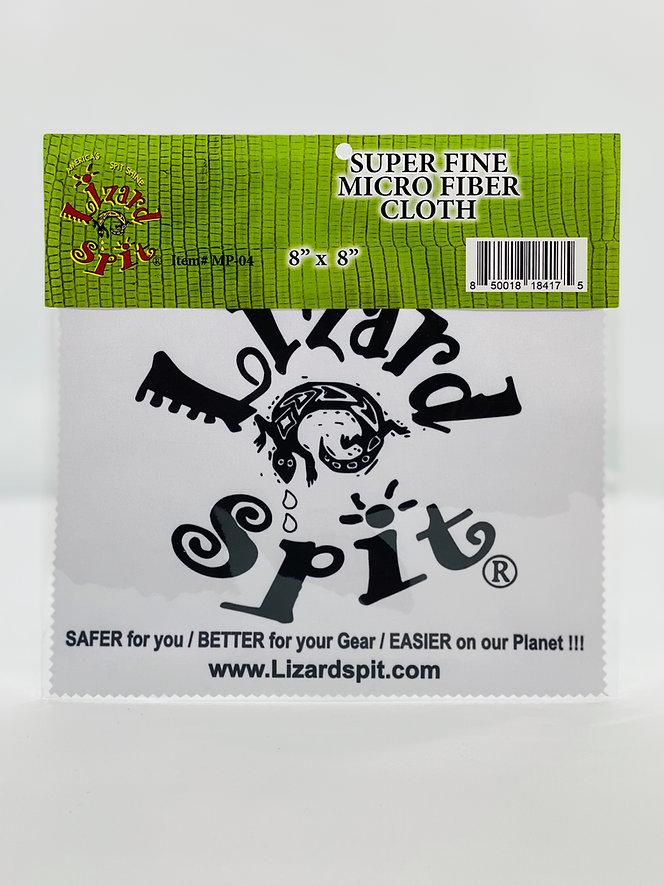 AMERICA'S SPIT SHINE
Lizard
Spit®
Item# MP-04
SUPER FINE
MICRO FIBER
CLOTH
8” x 8”
8 50018 18417 5
Lizard
Spit®
SAFER for you / BETTER for your Gear / EASIER on our Planet !!!
www.Lizardspit.com